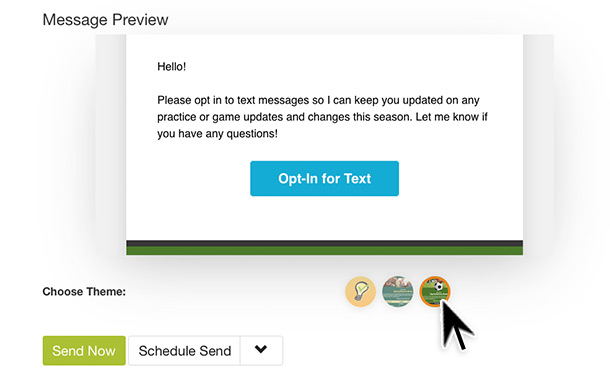 Message Preview
Hello!
Please opt in to text messages so I can keep you updated on any
practice or game updates and changes this season. Let me know if
you have any questions!
Opt-In for Text
Choose Theme:
Send Now Schedule Send